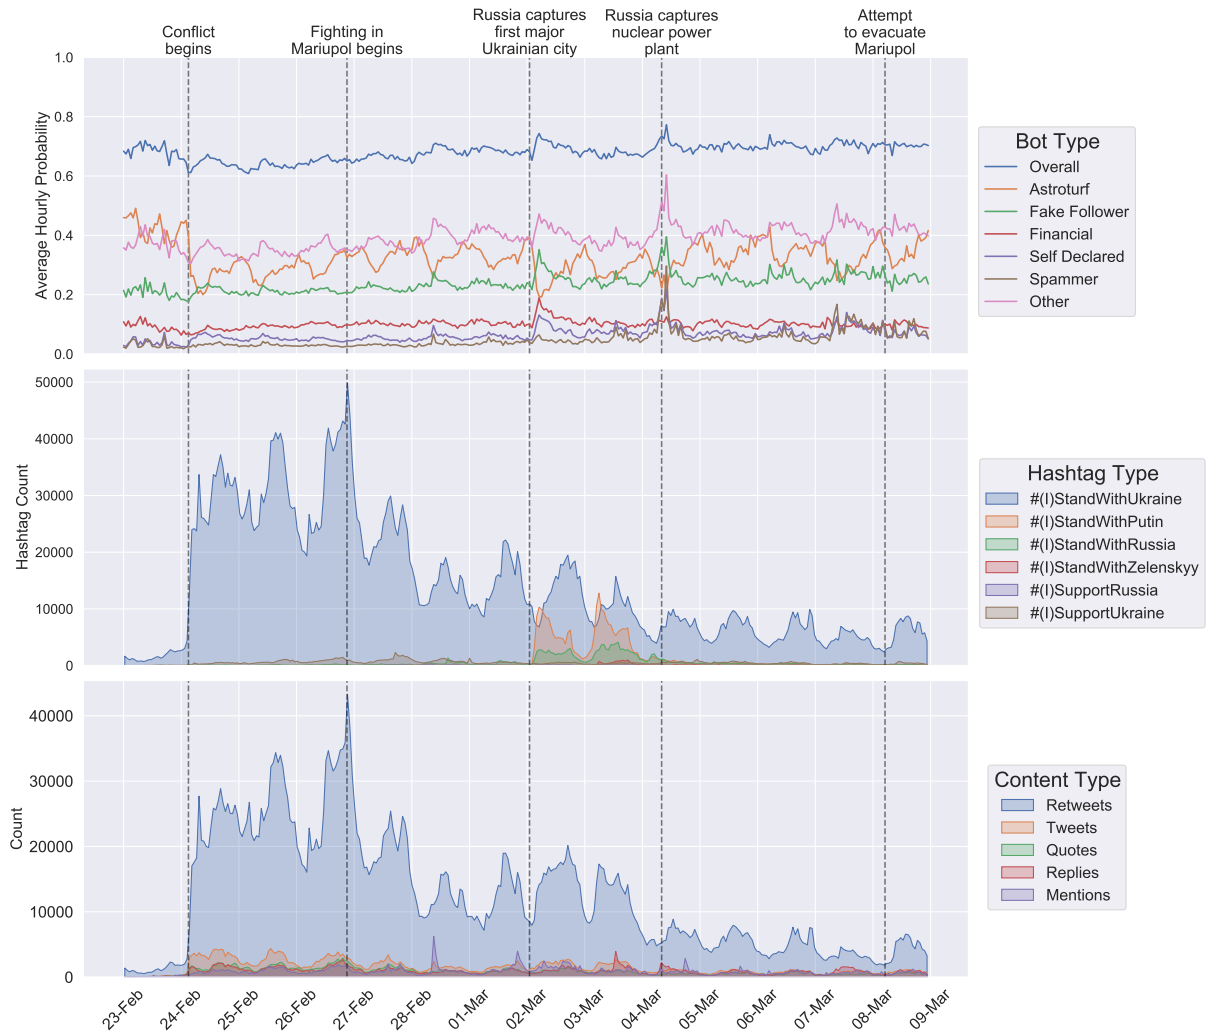 Conflict
begins
Fighting in
Mariupol begins
Russia captures
first major
Ukrainian city
Russia captures
nuclear power
plant
Attempt
to evacuate
Mariupol
Average Hourly Probability
1.0
0.8
0.6
0.4
0.2
0.0
Bot Type
Overall
Astroturf
Fake Follower
Financial
Self Declared
Spammer
Other
Hashtag Count
50000
40000
30000
20000
10000
0
Hashtag Type
#(I)StandWithUkraine
#(I)StandWithPutin
#(I)StandWithRussia
#(I)StandWithZelenskyy
#(I)SupportRussia
#(I)SupportUkraine
Count
40000
30000
20000
10000
0
Content Type
Retweets
Tweets
Quotes
Replies
Mentions
23-Feb
24-Feb
25-Feb
26-Feb
27-Feb
28-Feb
01-Mar
02-Mar
03-Mar
04-Mar
05-Mar
06-Mar
07-Mar
08-Mar
09-Mar